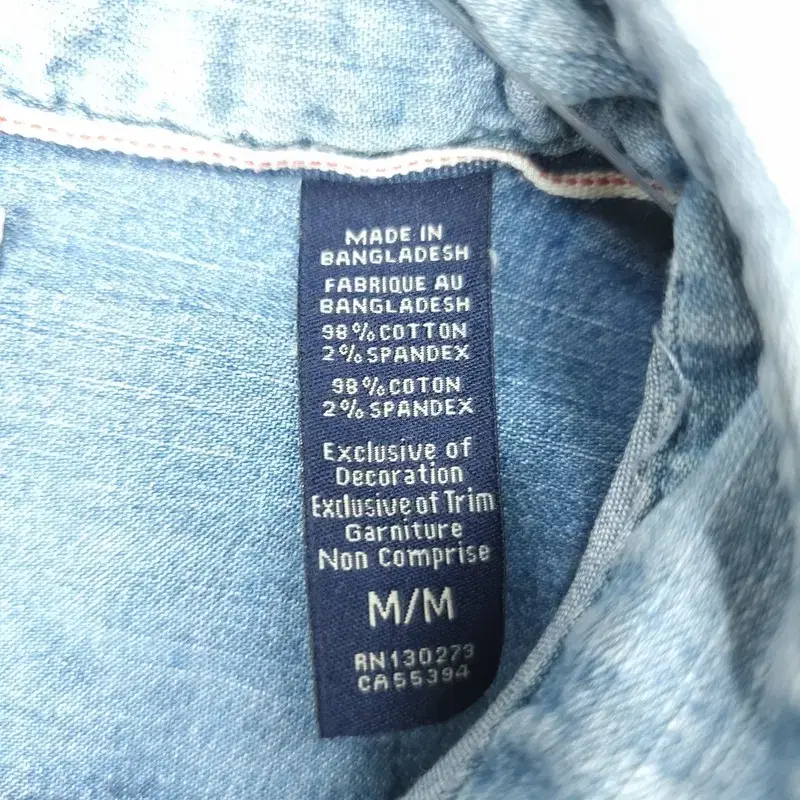 MADE IN
BANGLADESH
FABRIQUE AU
BANGLADESH
98% COTTON
2% SPANDEX
98% COTON
2% SPANDEX
Exclusive of
Decoration
Exclusive of Trim
Garniture
Non Comprise
M/M
RN130279
CA55394